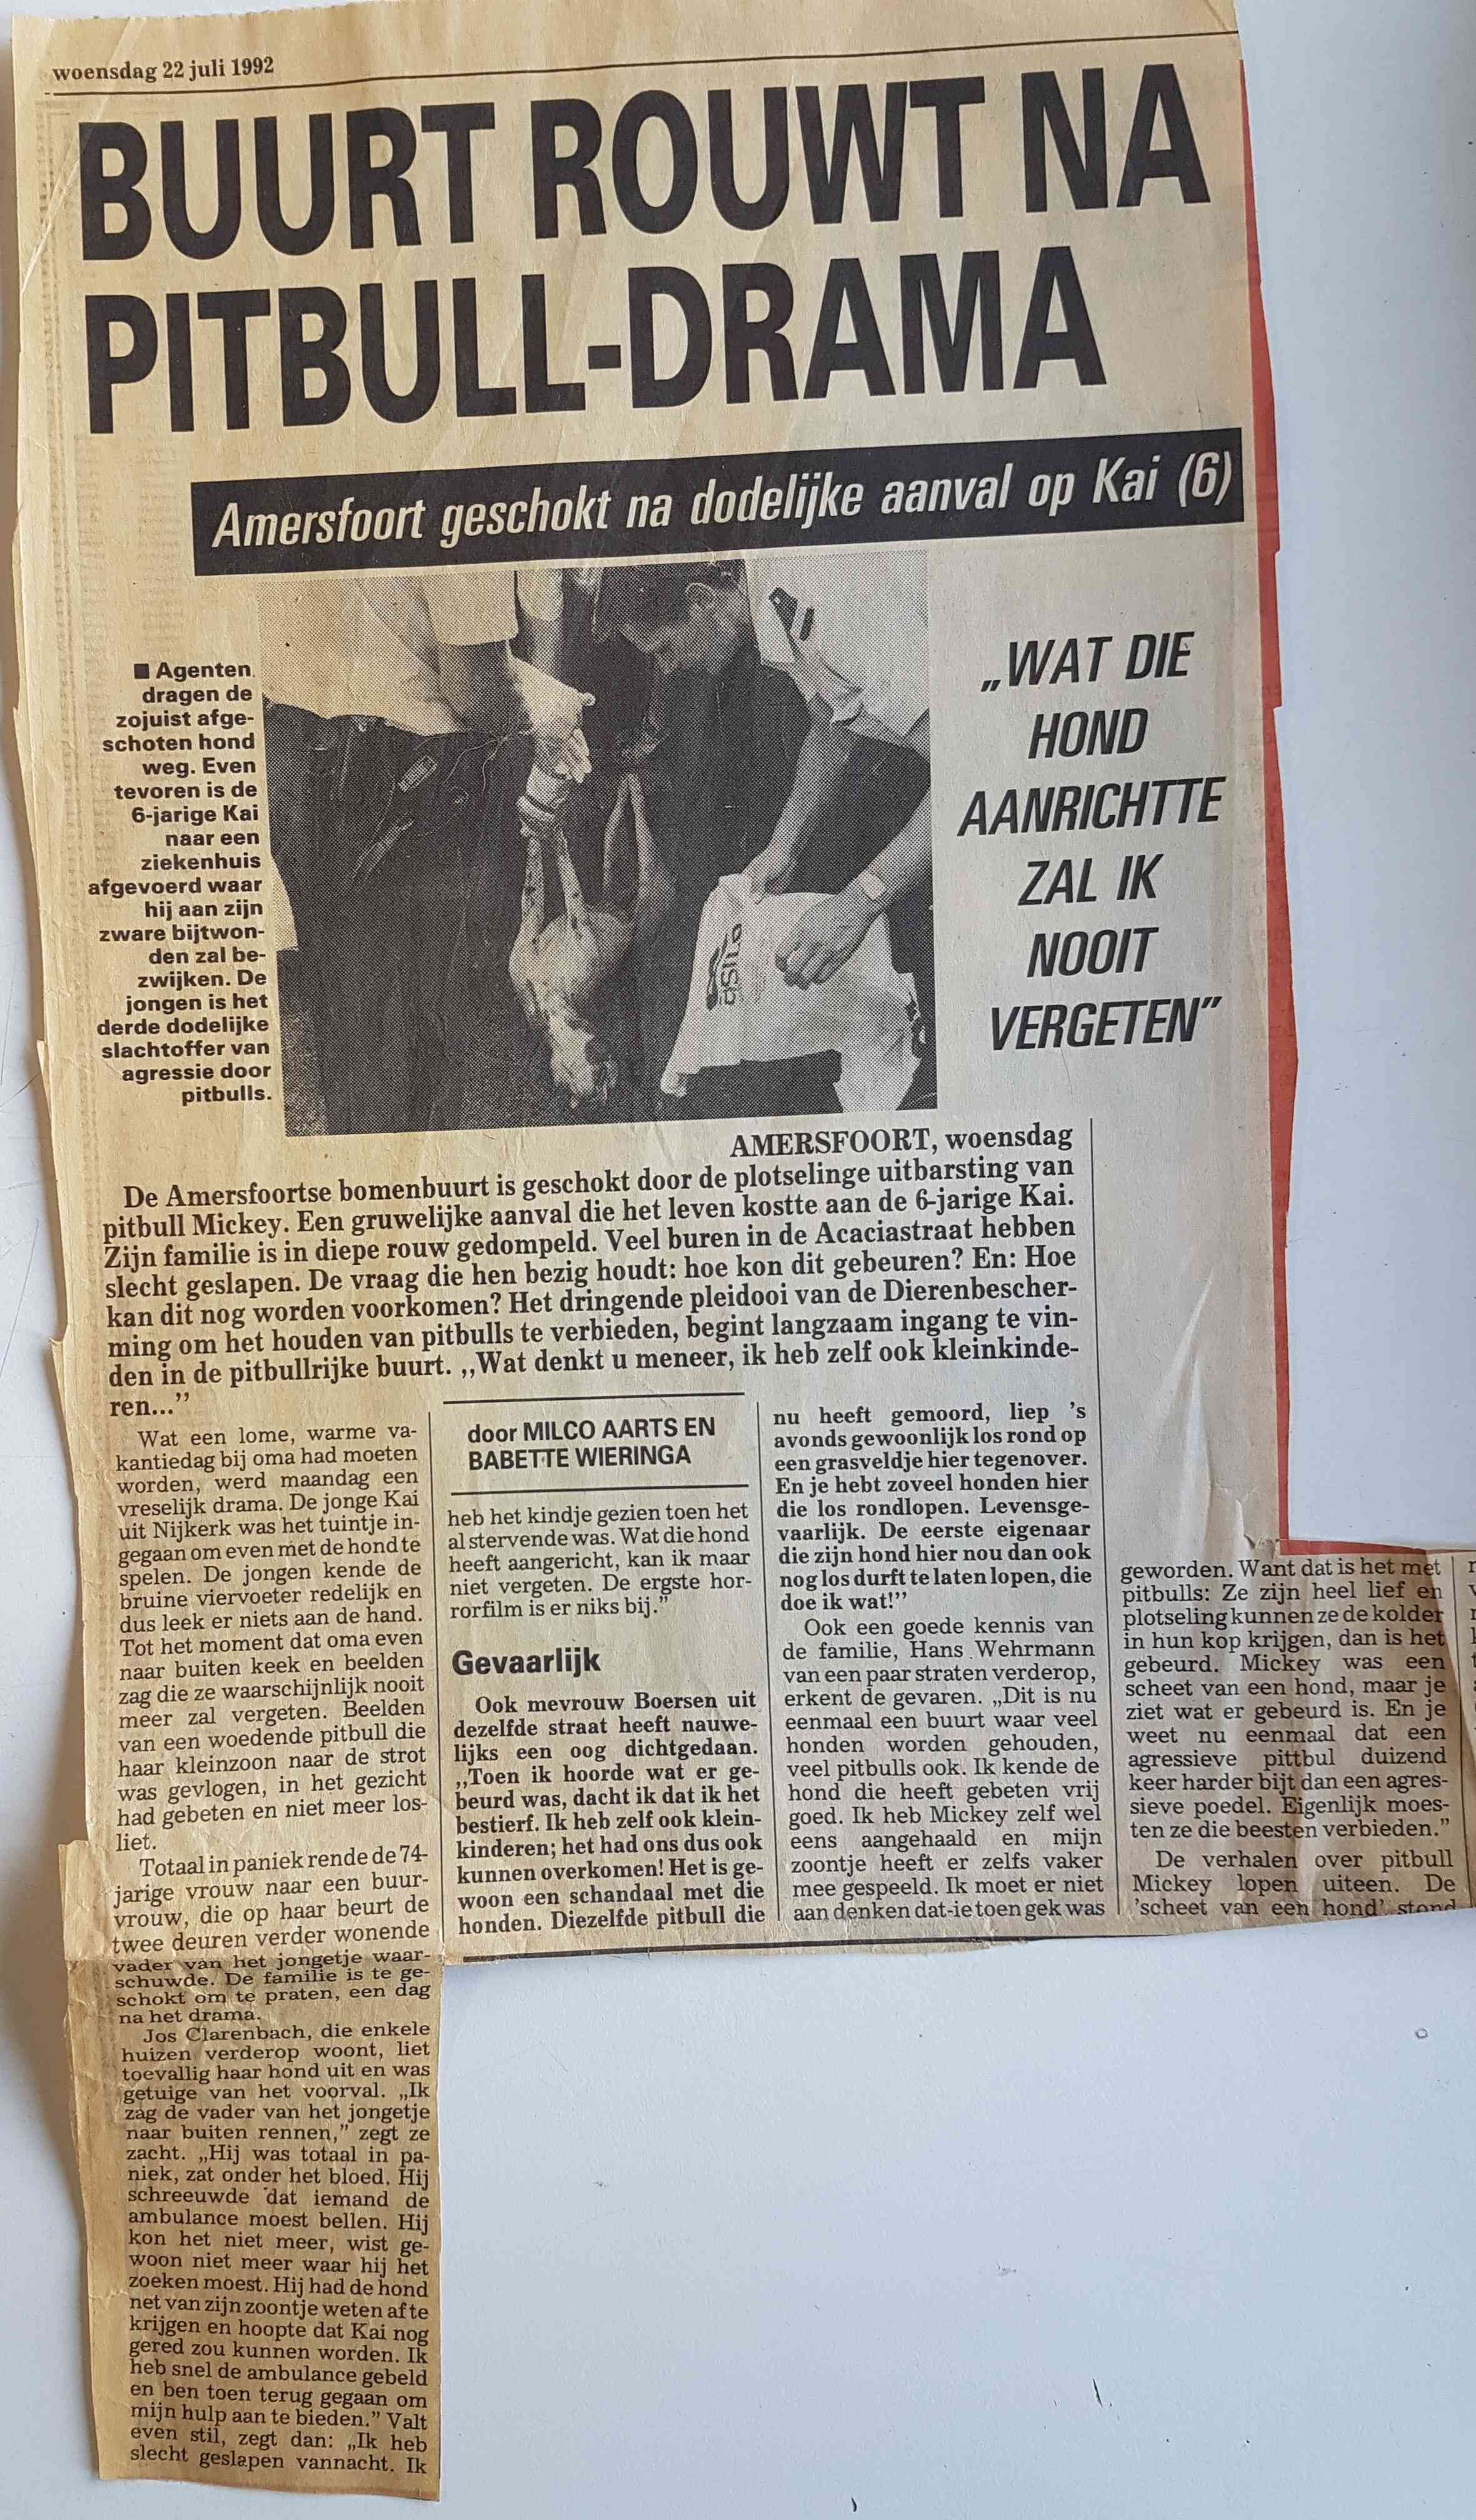 woensdag 22 juli 1992
BUURT ROUWT NA
PITBULL-DRAMA
Amersfoort geschokt na dodelijke aanval op Kai (6)
■ Agenten
dragen de
zojuist afge-
schoten hond
weg. Even
tevoren is de
6-jarige Kai
naar een
ziekenhuis
afgevoerd waar
hij aan zijn
zware bijtwon-
den zal be-
zwijken. De
jongen is het
derde dodelijke
slachtoffer van
agressie door
pitbulls.
„WAT DIE
HOND
AANRICHTTE
ZAL IK
NOOIT
VERGETEN”
AMERSFOORT, woensdag
De Amersfoortse bomenbuurt is geschokt door de plotselinge uitbarsting van
pitbull Mickey. Een gruwelijke aanval die het leven kostte aan de 6-jarige Kai.
Zijn familie is in diepe rouw gedompeld. Veel buren in de Acaciastraat hebben
slecht geslapen. De vraag die hen bezig houdt: hoe kon dit gebeuren? En: Hoe
kan dit nog worden voorkomen? Het dringende pleidooi van de Dierenbescher-
ming om het houden van pitbulls te verbieden, begint langzaam ingang te vin-
den in de pitbullrijke buurt. „Wat denkt u meneer, ik heb zelf ook kleinkinde-
ren...”
Wat een lome, warme va-
kantiedag bij oma had moeten
worden, werd maandag een
vreselijk drama. De jonge Kai
uit Nijkerk was het tuintje in-
gegaan om even met de hond te
spelen. De jongen kende de
bruine viervoeter redelijk en
dus leek er niets aan de hand.
Tot het moment dat oma even
naar buiten keek en beelden
zag die ze waarschijnlijk nooit
meer zal vergeten. Beelden
van een woedende pitbull die
haar kleinzoon naar de strot
was gevlogen, in het gezicht
had gebeten en niet meer los-
liet.
Totaal in paniek rende de 74-
jarige vrouw naar een buur-
vrouw, die op haar beurt de
twee deuren verder wonende
vader van het jongetje waar-
schuwde. De familie is te ge-
schokt om te praten, een dag
na het drama.
Jos Clarenbach, die enkele
huizen verderop woont, liet
toevallig haar hond uit en was
getuige van het voorval. „Ik
zag de vader van het jongetje
naar buiten rennen,” zegt ze
zacht. „Hij was totaal in pa-
niek, zat onder het bloed. Hij
schreeuwde dat iemand de
ambulance moest bellen. Hij
kon het niet meer, wist ge-
woon niet meer waar hij het
zoeken moest. Hij had de hond
net van zijn zoontje weten af te
krijgen en hoopte dat Kai nog
gered zou kunnen worden. Ik
heb snel de ambulance gebeld
en ben toen terug gegaan om
mijn hulp aan te bieden.” Valt
even stil, zegt dan: „Ik heb
slecht geslapen vannacht. Ik
door MILCO AARTS EN
BABETTE WIERINGA
heb het kindje gezien toen het
al stervende was. Wat die hond
heeft aangericht, kan ik maar
niet vergeten. De ergste hor-
rorfilm is er niks bij.”
Gevaarlijk
Ook mevrouw Boersen uit
dezelfde straat heeft nauwe-
lijks een oog dichtgedaan.
„Toen ik hoorde wat er ge-
beurd was, dacht ik dat ik het
bestierf. Ik heb zelf ook klein-
kinderen; het had ons dus ook
kunnen overkomen! Het is ge-
woon een schandaal met die
honden. Diezelfde pitbull die
nu heeft gemoord, liep 's
avonds gewoonlijk los rond op
een grasveldje hier tegenover.
En je hebt zoveel honden hier
die los rondlopen. Levensge-
vaarlijk. De eerste eigenaar
die zijn hond hier nou dan ook
nog los durft te laten lopen, die
doe ik wat!”
Ook een goede kennis van
de familie, Hans Wehrmann
van een paar straten verderop,
erkent de gevaren. „Dit is nu
eenmaal een buurt waar veel
honden worden gehouden,
veel pitbulls ook. Ik kende de
hond die heeft gebeten vrij
goed. Ik heb Mickey zelf wel
eens aangehaald en mijn
zoontje heeft er zelfs vaker
mee gespeeld. Ik moet er niet
aan denken dat-ie toen gek was
geworden. Want dat is het met
pitbulls: Ze zijn heel lief en
plotseling kunnen ze de kolder
in hun kop krijgen, dan is het
gebeurd. Mickey was een
scheet van een hond, maar je
ziet wat er gebeurd is. En je
weet nu eenmaal dat een
agressieve pittbul duizend
keer harder bijt dan een agres-
sieve poedel. Eigenlijk moes-
ten ze die beesten verbieden.”
De verhalen over pitbull
Mickey lopen uiteen. De
'scheet van een hond' stond